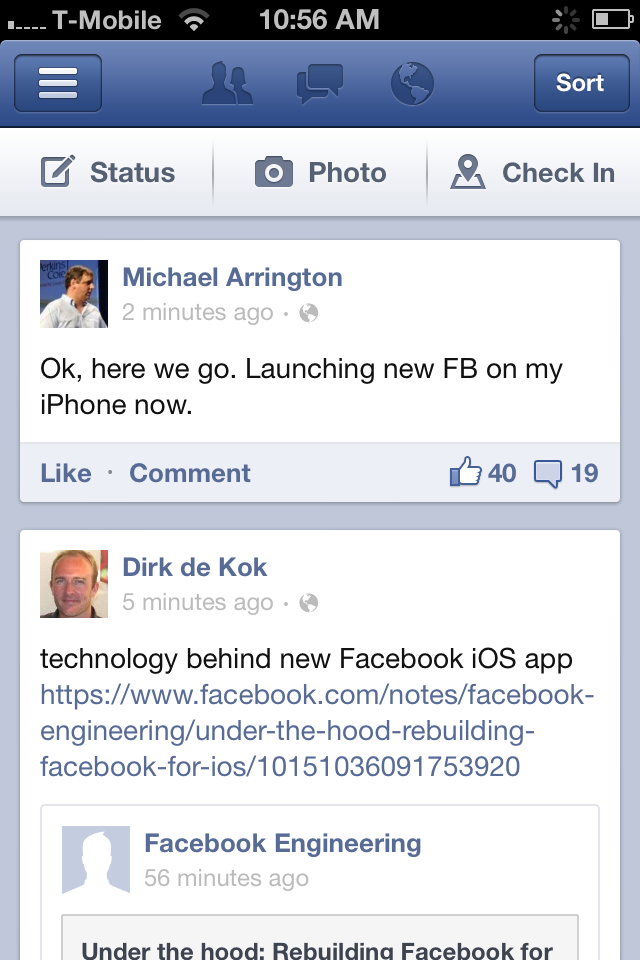 T-Mobile 10:56 AM
Sort
Status Photo Check In
Michael Arrington
2 minutes ago ·
Ok, here we go. Launching new FB on my
iPhone now.
Like · Comment 40 19
Dirk de Kok
5 minutes ago ·
technology behind new Facebook iOS app
https://www.facebook.com/notes/facebook-
engineering/under-the-hood-rebuilding-
facebook-for-ios/10151036091753920
Facebook Engineering
56 minutes ago
Under the hood: Rebuilding Facebook for